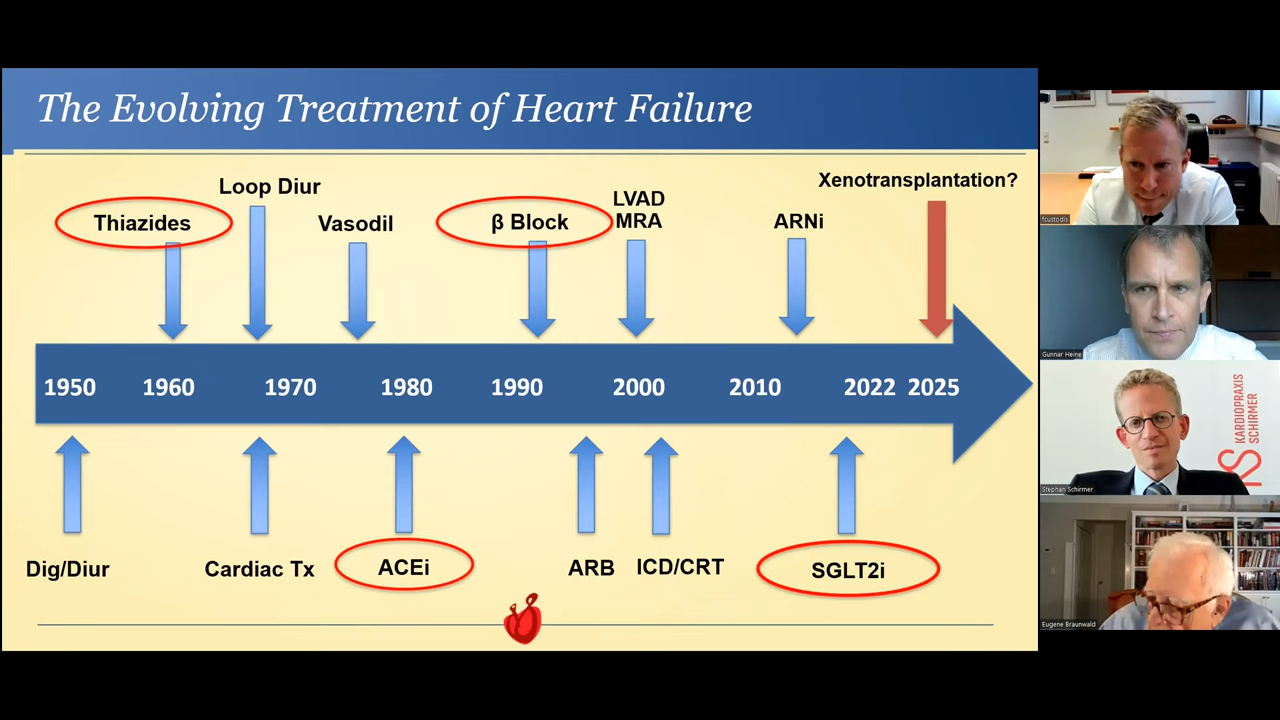 The Evolving Treatment of Heart Failure
Loop Diur
Thiazides
Vasodil
β Block
LVAD
MRA
ARNi
Xenotransplantation?
1950 1960 1970 1980 1990 2000 2010 2022 2025
Dig/Diur
Cardiac Tx
ACEi
ARB
ICD/CRT
SGLT2i
fcustodis
Gunnar Heine
KARDIOPRAXIS
SCHIRMER
Stephan Schirmer
Eugene Braunwald